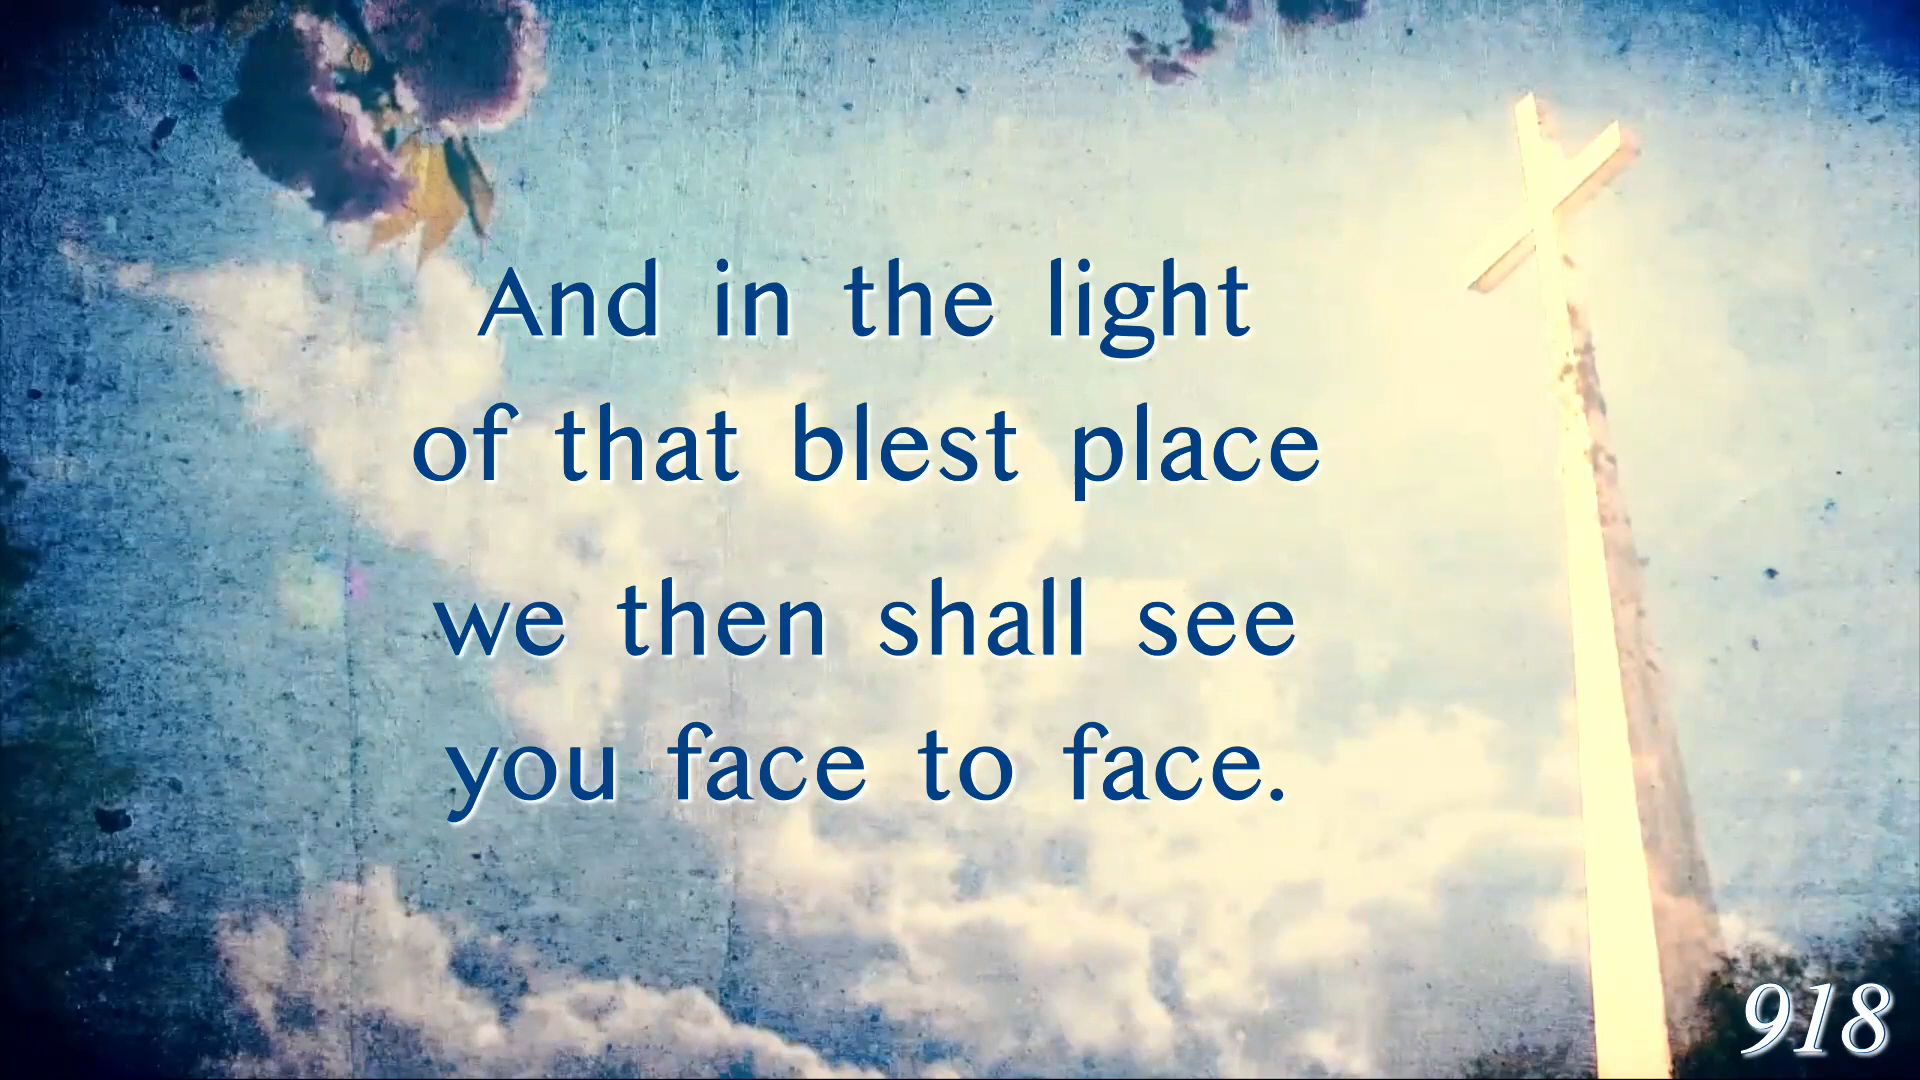 And in the light
of that blest place
we then shall see
you face to face.
918